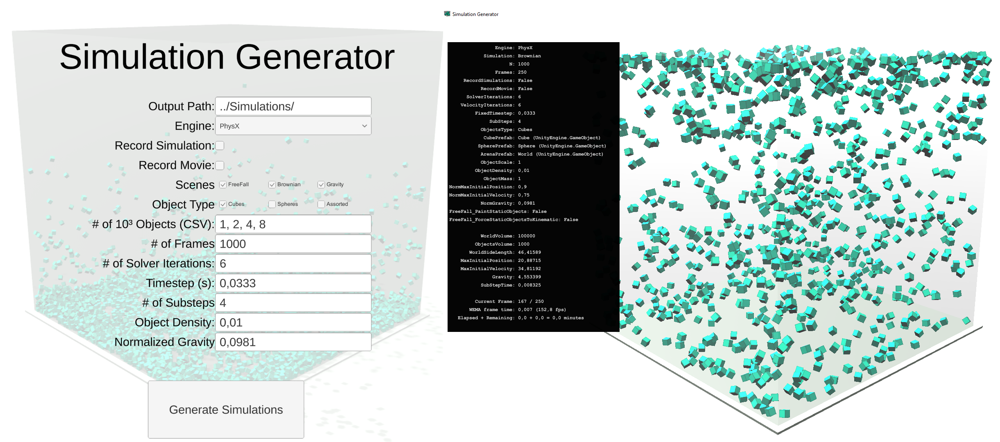 Simulation Generator
Output Path: ../Simulations/
Engine: PhysX
Record Simulation:
Record Movie:
Scenes FreeFall Brownian Gravity
Object Type Cubes Spheres Assorted
# of 10³ Objects (CSV): 1, 2, 4, 8
# of Frames 1000
# of Solver Iterations: 6
Timestep (s): 0,0333
# of Substeps 4
Object Density: 0,01
Normalized Gravity 0,0981
Generate Simulations
Simulation Generator
Engine: PhysX
Simulation: Brownian
N: 1000
Frames: 250
RecordSimulations: False
RecordMovie: False
SolverIterations: 6
VelocityIterations: 6
FixedTimestep: 0,0333
SubSteps: 4
ObjectsType: Cubes
CubePrefab: Cube (UnityEngine.GameObject)
SpherePrefab: Sphere (UnityEngine.GameObject)
ArenaPrefab: World (UnityEngine.GameObject)
ObjectScale: 1
ObjectDensity: 0,01
ObjectMass: 1
NormMaxInitialPosition: 0,9
NormMaxInitialVelocity: 0,75
NormGravity: 0,0981
FreeFall_PaintStaticObjects: False
FreeFall_ForceStaticObjectsToKinematic: False
WorldVolume: 100000
ObjectsVolume: 1000
WorldSideLength: 46,41589
MaxInitialPosition: 20,88715
MaxInitialVelocity: 34,81192
Gravity: 4,553399
SubStepTime: 0,008325
Current Frame: 167 / 250
WEMA frame time: 0,007 (152,8 fps)
Elapsed + Remaining: 0,0 + 0,0 = 0,0 minutes